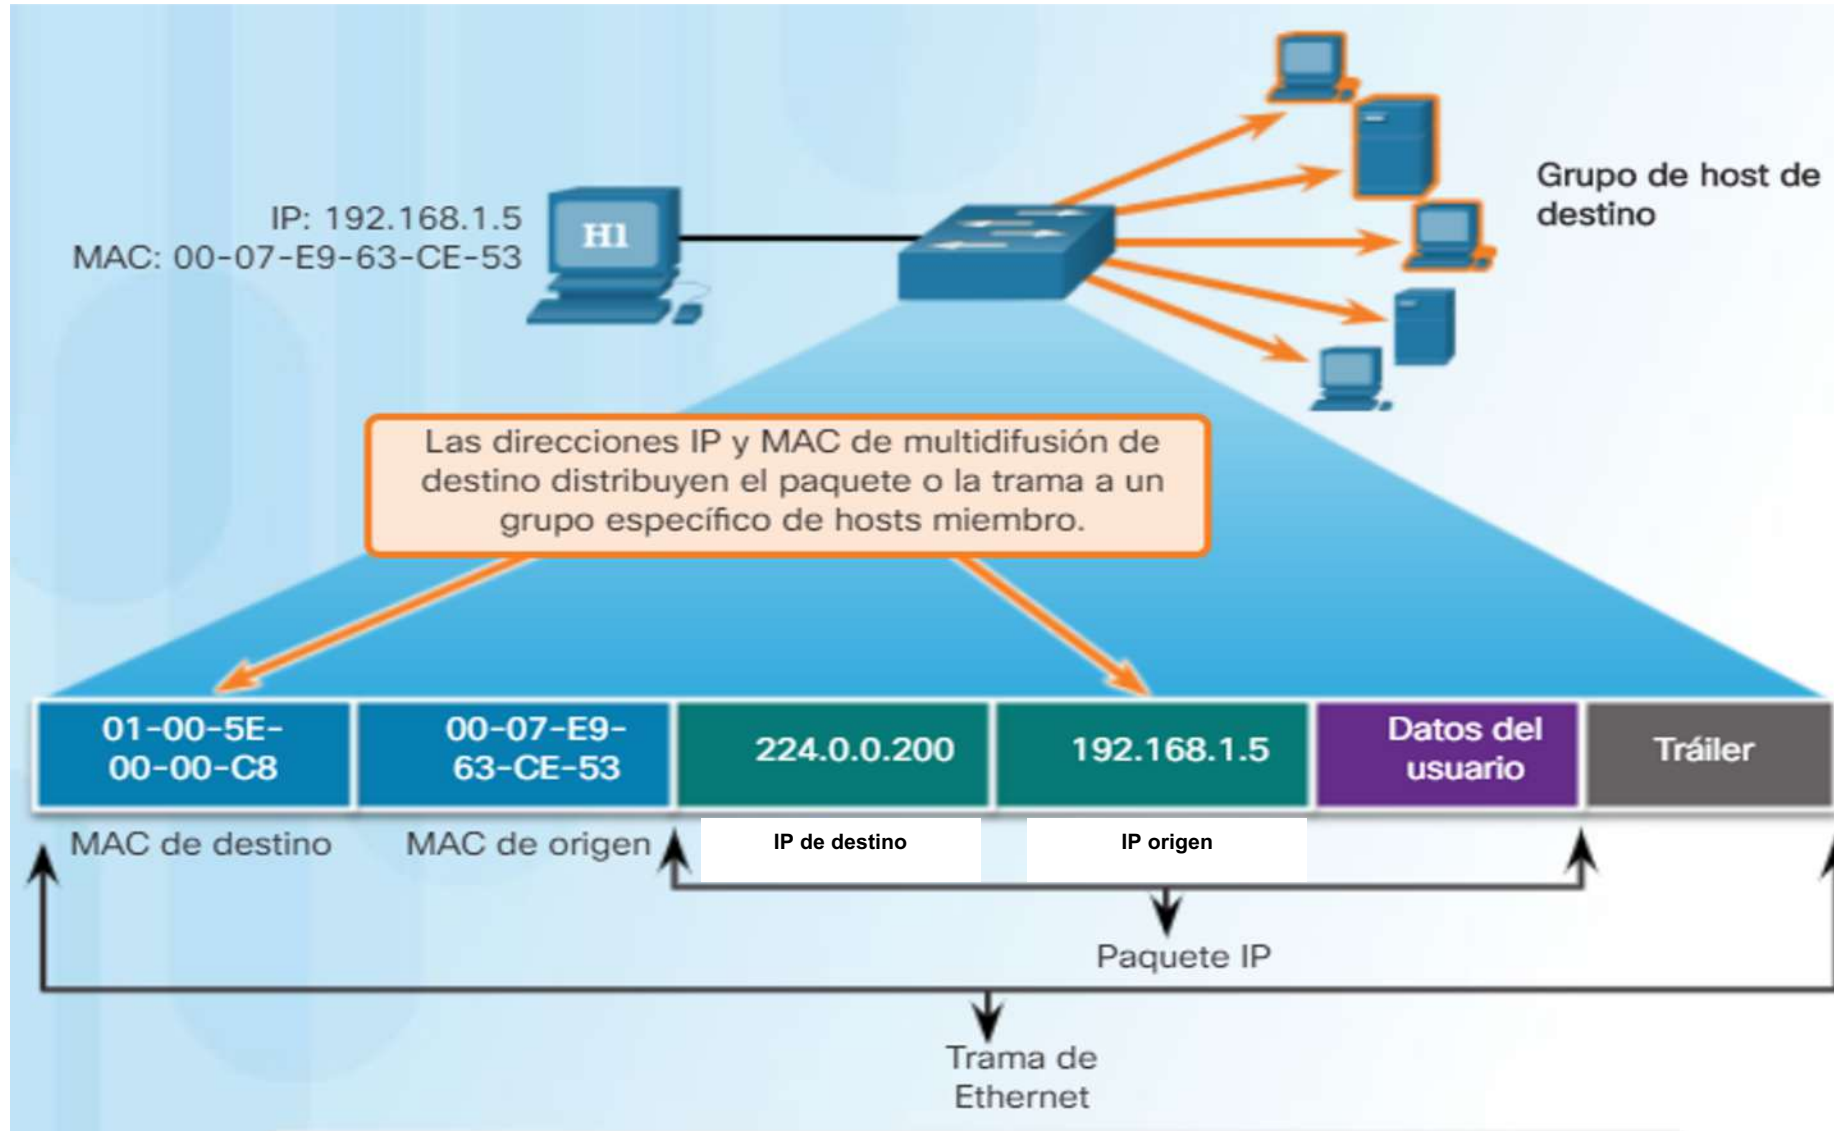 IP: 192.168.1.5
MAC: 00-07-E9-63-CE-53
H1
Grupo de host de
destino
Las direcciones IP y MAC de multidifusión de
destino distribuyen el paquete o la trama a un
grupo específico de hosts miembro.
01-00-5E-
00-00-C8
00-07-E9-
63-CE-53
224.0.0.200
192.168.1.5
Datos del
usuario
Tráiler
MAC de destino
MAC de origen
IP de destino
IP origen
Paquete IP
Trama de
Ethernet